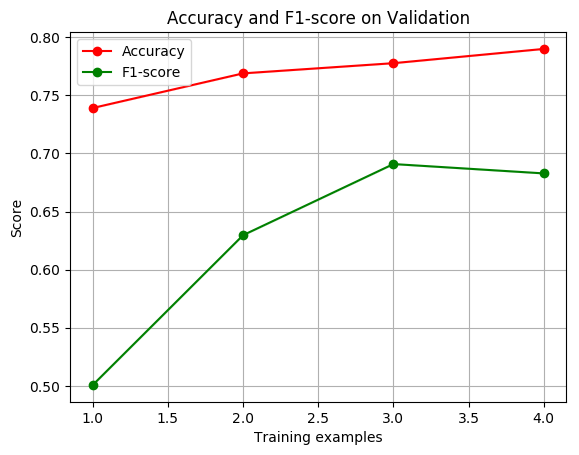 Accuracy and F1-score on Validation
Accuracy
F1-score
0.80
0.75
0.70
0.65
0.60
0.55
0.50
Score
1.0 1.5 2.0 2.5 3.0 3.5 4.0
Training examples